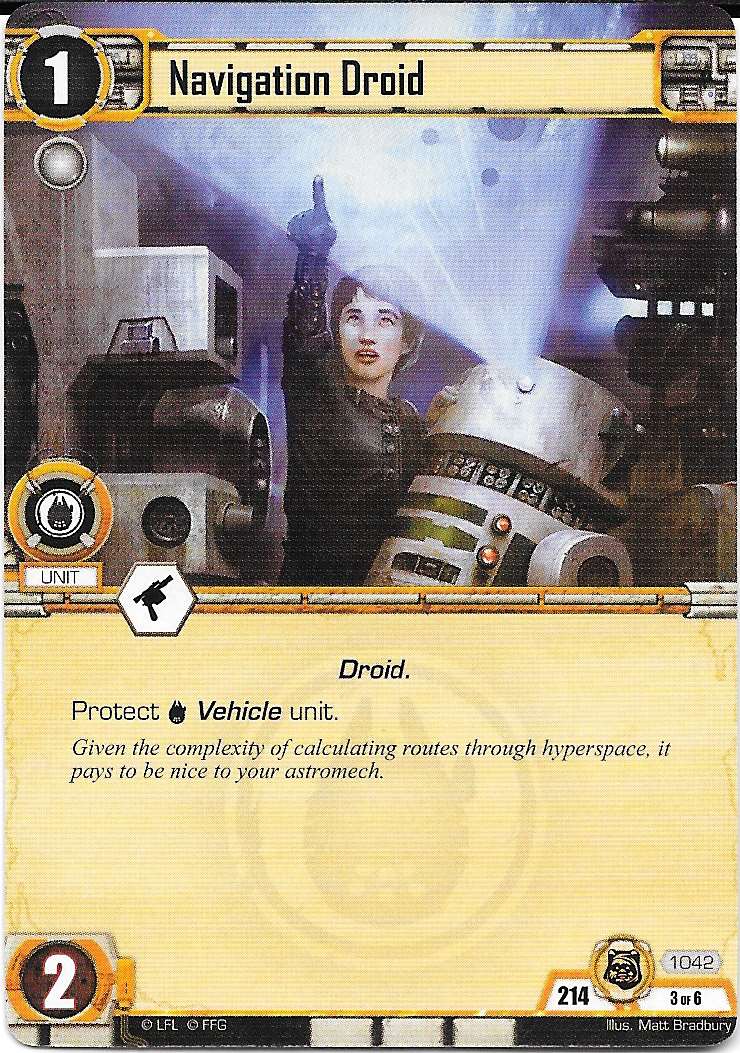 1
Navigation Droid
UNIT
Droid.
Protect Vehicle unit.
Given the complexity of calculating routes through hyperspace, it
pays to be nice to your astromech.
2
1042
214
3 OF 6
© LFL © FFG
Illus. Matt Bradbury